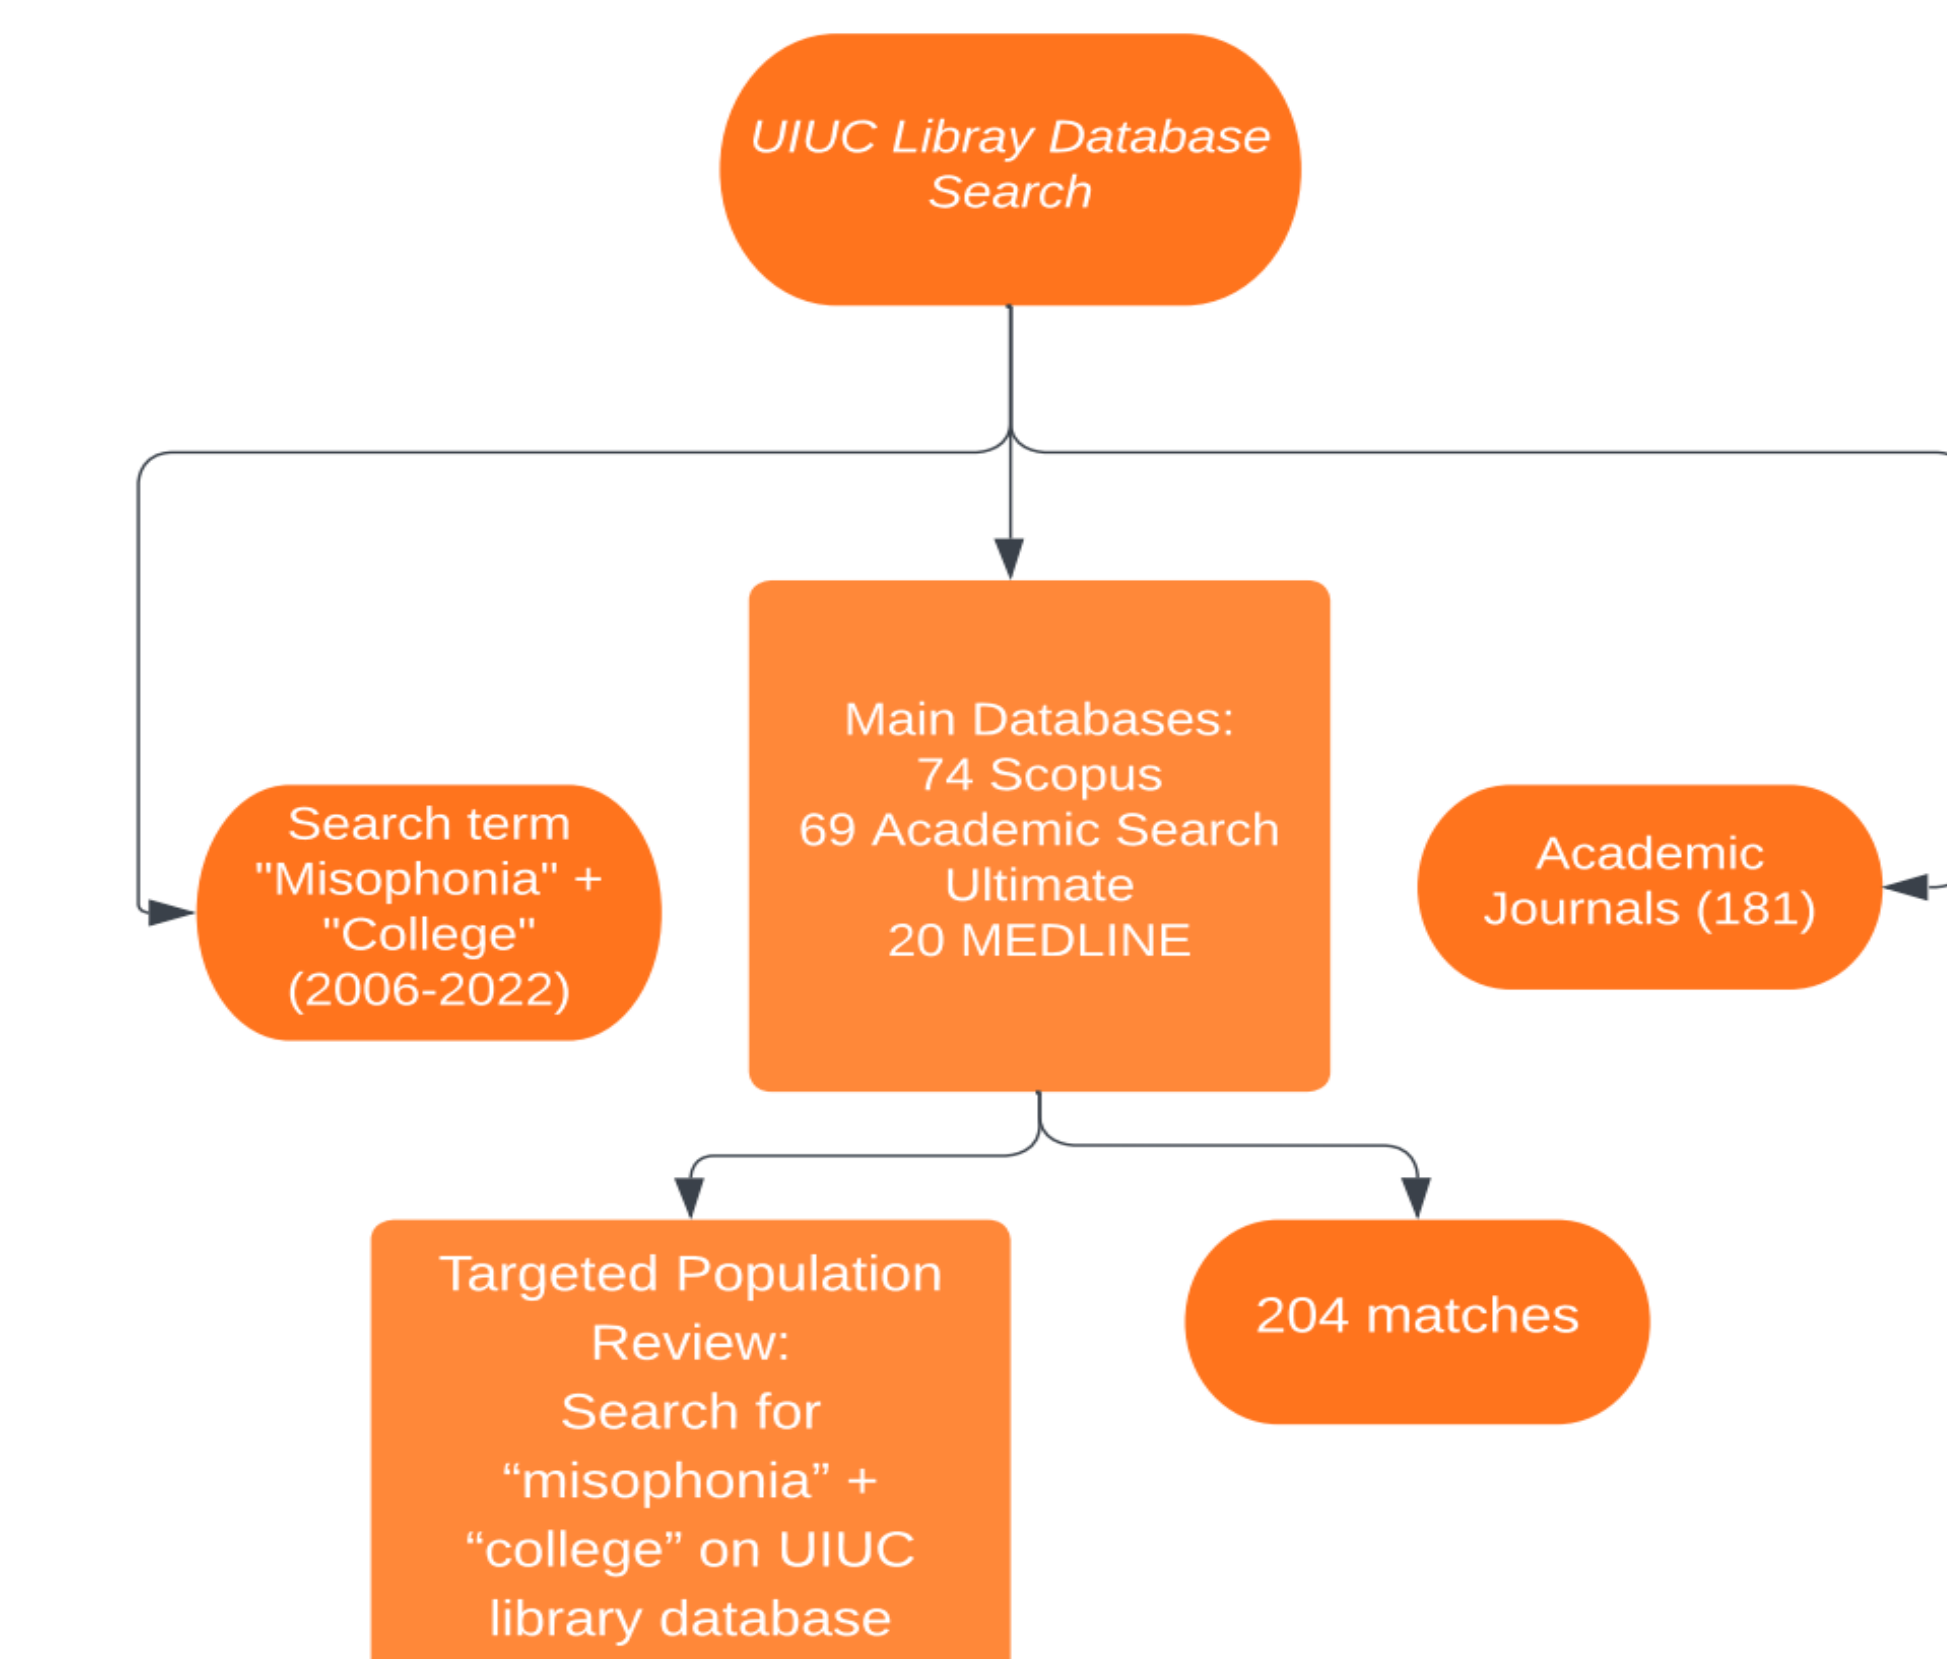 UIUC Libray Database
Search
Search term
"Misophonia" +
"College"
(2006-2022)
Main Databases:
74 Scopus
69 Academic Search
Ultimate
20 MEDLINE
Academic
Journals (181)
Targeted Population
Review:
Search for
“misophonia” +
“college” on UIUC
library database
204 matches